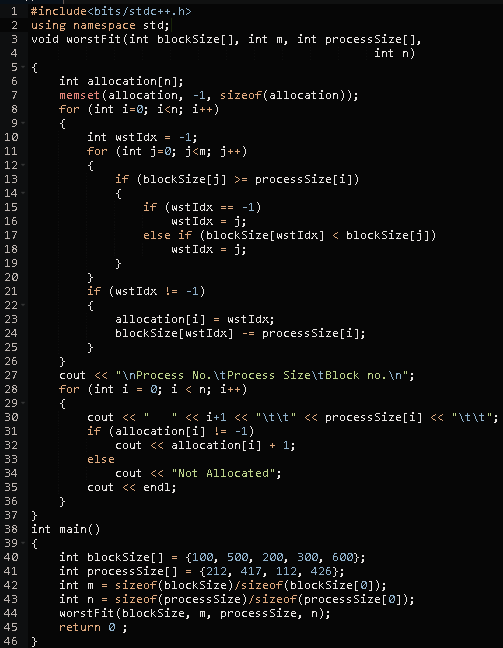 1 #include<bits/stdc++.h>
2 using namespace std;
3 void worstFit(int blockSize[], int m, int processSize[],
4                                                 int n)
5 {
6     int allocation[n];
7     memset(allocation, -1, sizeof(allocation));
8     for (int i=0; i<n; i++)
9     {
10         int wstIdx = -1;
11         for (int j=0; j<m; j++)
12         {
13             if (blockSize[j] >= processSize[i])
14             {
15                 if (wstIdx == -1)
16                     wstIdx = j;
17                 else if (blockSize[wstIdx] < blockSize[j])
18                     wstIdx = j;
19             }
20         }
21         if (wstIdx != -1)
22         {
23             allocation[i] = wstIdx;
24             blockSize[wstIdx] -= processSize[i];
25         }
26     }
27     cout << "\nProcess No.\tProcess Size\tBlock no.\n";
28     for (int i = 0; i < n; i++)
29     {
30         cout << "   " << i+1 << "\t\t" << processSize[i] << "\t\t";
31         if (allocation[i] != -1)
32             cout << allocation[i] + 1;
33         else
34             cout << "Not Allocated";
35         cout << endl;
36     }
37 }
38 int main()
39 {
40     int blockSize[] = {100, 500, 200, 300, 600};
41     int processSize[] = {212, 417, 112, 426};
42     int m = sizeof(blockSize)/sizeof(blockSize[0]);
43     int n = sizeof(processSize)/sizeof(processSize[0]);
44     worstFit(blockSize, m, processSize, n);
45     return 0 ;
46 }